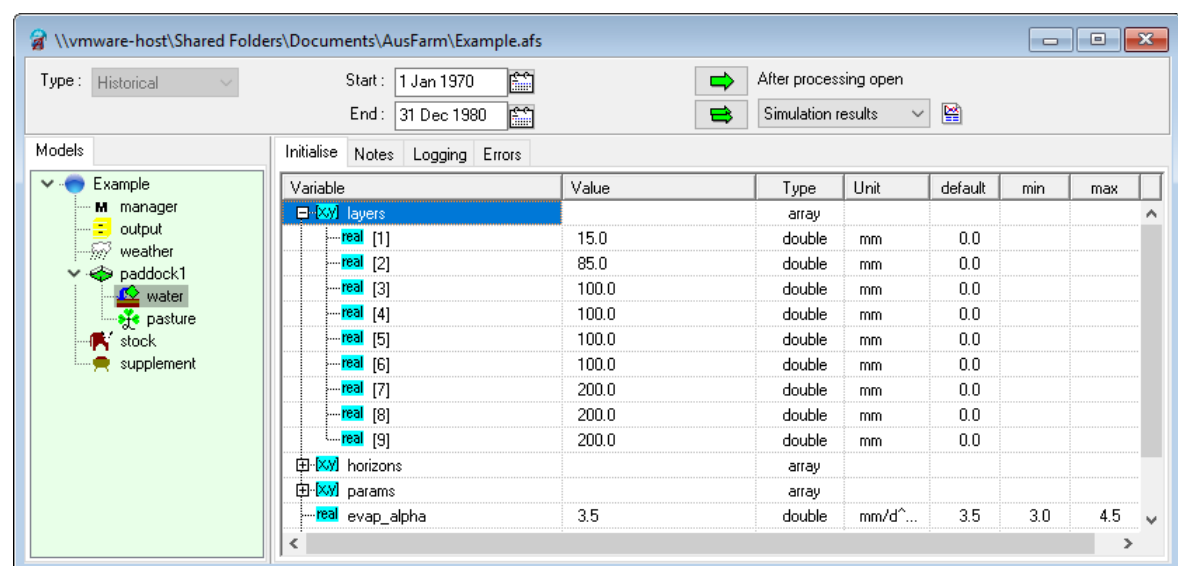 \\vmware-host\Shared Folders\Documents\AusFarm\Example.afs
Type : Historical Start : 1 Jan 1970 After processing open
End : 31 Dec 1980 Simulation results
Models
Example
M manager
output
weather
paddock1
water
pasture
stock
supplement
Initialise Notes Logging Errors
Variable Value Type Unit default min max
[x,y] layers array
real [1] 15.0 double mm 0.0
real [2] 85.0 double mm 0.0
real [3] 100.0 double mm 0.0
real [4] 100.0 double mm 0.0
real [5] 100.0 double mm 0.0
real [6] 100.0 double mm 0.0
real [7] 200.0 double mm 0.0
real [8] 200.0 double mm 0.0
real [9] 200.0 double mm 0.0
[x,y] horizons array
[x,y] params array
real evap_alpha 3.5 double mm/d^... 3.5 3.0 4.5